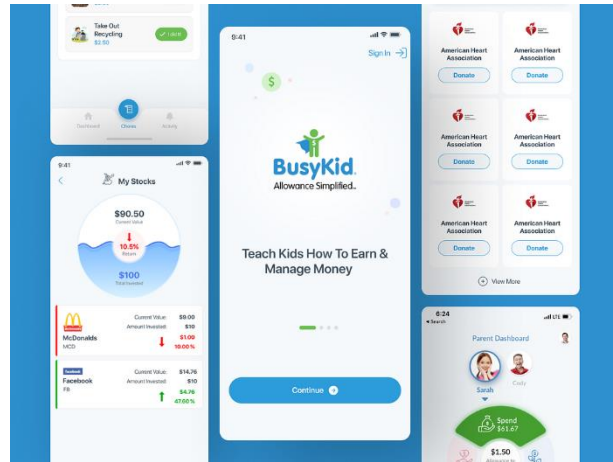 Take Out
Recycling
$2.50
I did it
Dashboard
Chores
Activity
9:41
My Stocks
$90.50
Current Value
10.5%
Return
$100
Total Invested
McDonalds
MCD
Current Value:
$9.00
Amount Invested:
$10
$1.00
10.00%
facebook
Facebook
FB
Current Value:
$14.76
Amount Invested:
$10
$4.76
47.60%
9:41
Sign In
$
BusyKid.
Allowance Simplified.
Teach Kids How To Earn &
Manage Money
Continue
American Heart
Association
Donate
American Heart
Association
Donate
American Heart
Association
Donate
American Heart
Association
Donate
American Heart
Association
Donate
American Heart
Association
Donate
View More
6:24
Search
LTE
Parent Dashboard
Sarah
Cody
Spend
$61.67
$1.50
Allowance to